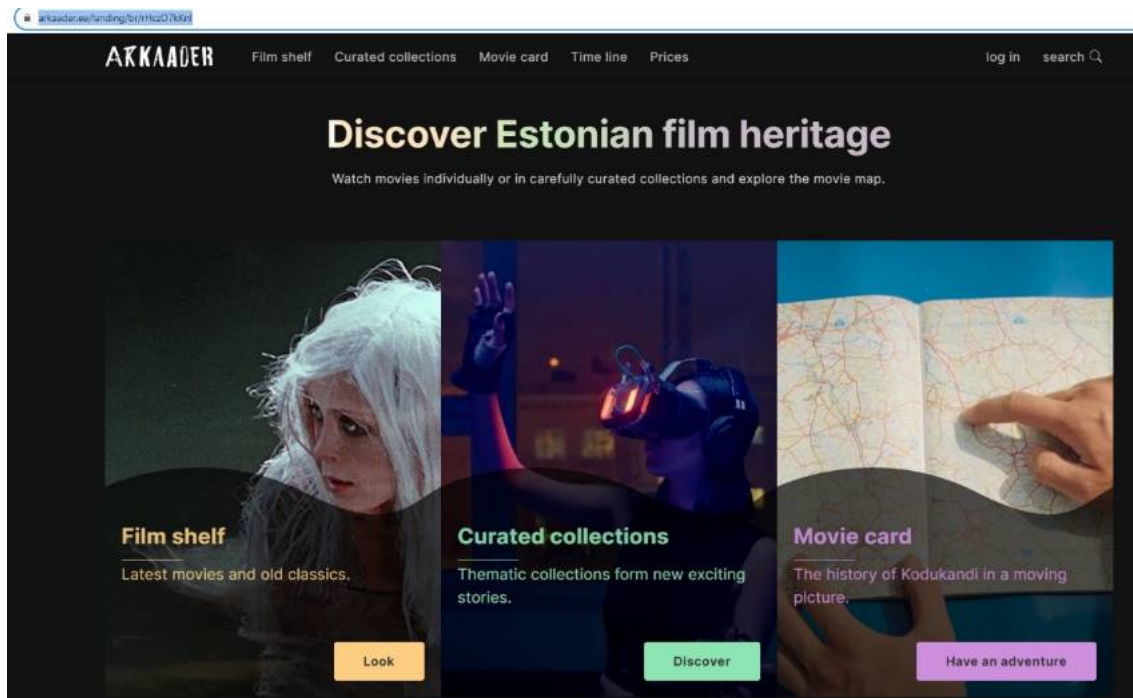 ARKAADER Film shelf Curated collections Movie card Time line Prices log in search
Discover Estonian film heritage
Watch movies individually or in carefully curated collections and explore the movie map.
Film shelf
Latest movies and old classics.
Look
Curated collections
Thematic collections form new exciting
stories.
Discover
Movie card
The history of Kodukandi in a moving
picture.
Have an adventure